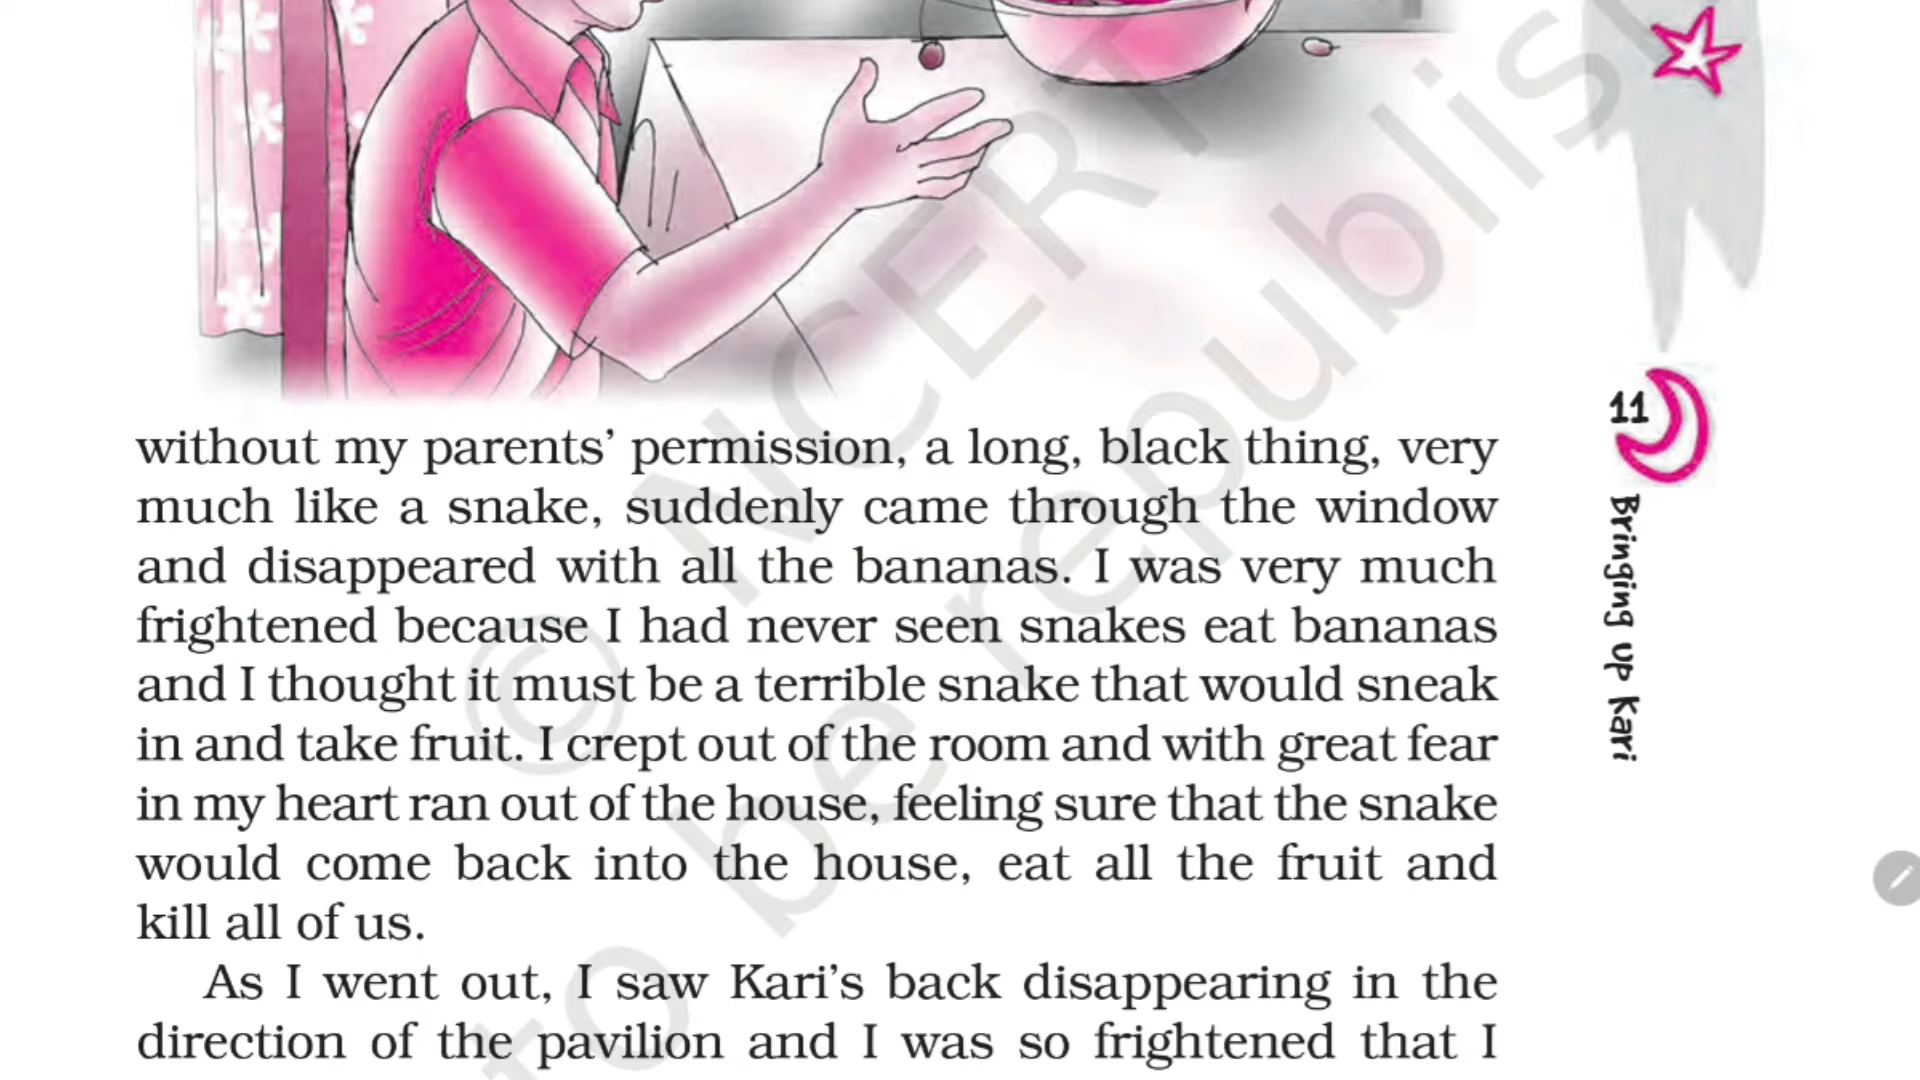 without my parents’ permission, a long, black thing, very
much like a snake, suddenly came through the window
and disappeared with all the bananas. I was very much
frightened because I had never seen snakes eat bananas
and I thought it must be a terrible snake that would sneak
in and take fruit. I crept out of the room and with great fear
in my heart ran out of the house, feeling sure that the snake
would come back into the house, eat all the fruit and
kill all of us.
As I went out, I saw Kari’s back disappearing in the
direction of the pavilion and I was so frightened that I
11
Bringing up Kari
© NCERT
to be republis